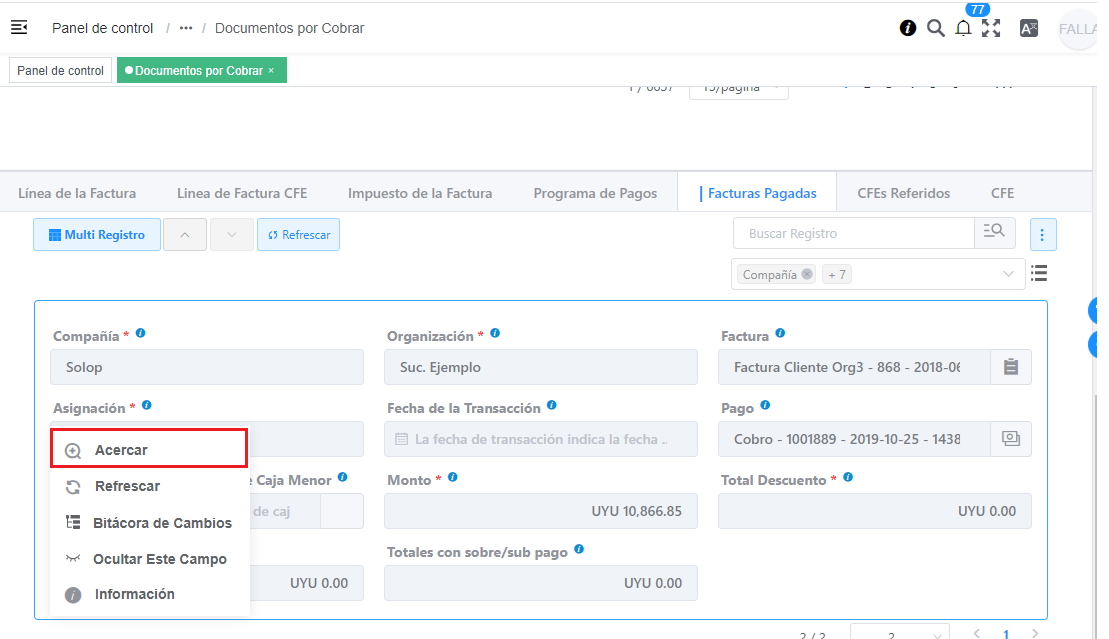 Panel de control / ··· / Documentos por Cobrar
77
FALLA
Panel de control
Documentos por Cobrar ×
15/página
Línea de la Factura
Linea de Factura CFE
Impuesto de la Factura
Programa de Pagos
Facturas Pagadas
CFEs Referidos
CFE
Multi Registro
Refrescar
Buscar Registro
Compañía
+ 7
Compañía *
Organización *
Factura
Solop
Suc. Ejemplo
Factura Cliente Org3 - 868 - 2018-06
Asignación *
Fecha de la Transacción
Pago
La fecha de transacción indica la fecha ..
Cobro - 1001889 - 2019-10-25 - 1438
Acercar
Refrescar
Bitácora de Cambios
Ocultar Este Campo
Información
e Caja Menor
Monto *
Total Descuento *
de caj
UYU 10,866.85
UYU 0.00
Totales con sobre/sub pago
UYU 0.00
UYU 0.00
2 / 2
2
1